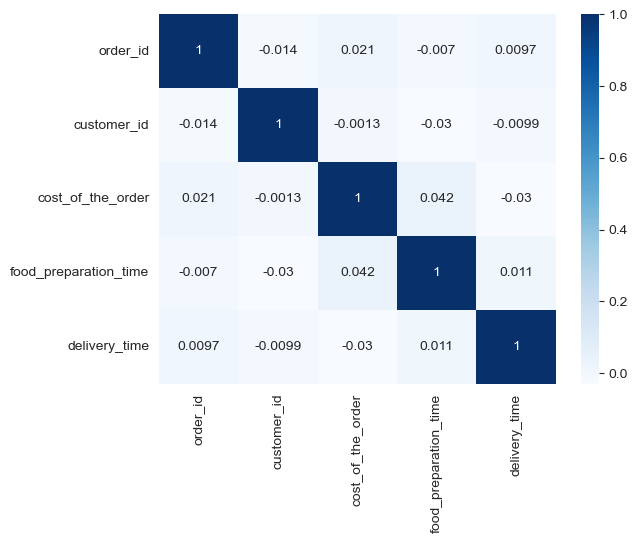 1.0
order_id 1 -0.014 0.021 -0.007 0.0097
0.8
customer_id -0.014 1 -0.0013 -0.03 -0.0099
0.6
cost_of_the_order 0.021 -0.0013 1 0.042 -0.03
0.4
food_preparation_time -0.007 -0.03 0.042 1 0.011
0.2
delivery_time 0.0097 -0.0099 -0.03 0.011 1
0.0
order_id
customer_id
cost_of_the_order
food_preparation_time
delivery_time